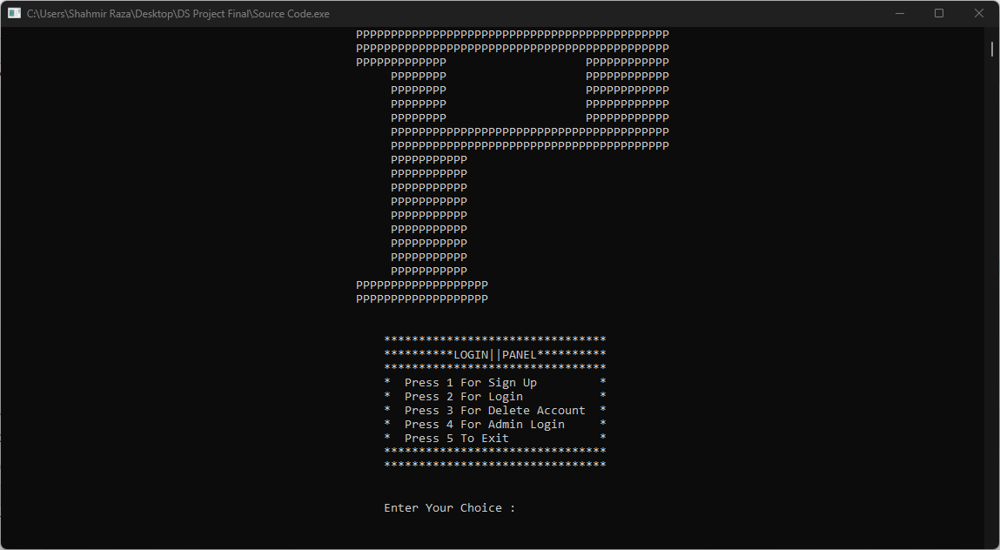 C:\Users\Shahmir Raza\Desktop\DS Project Final\Source Code.exe
PPPPPPPPPPPPPPPPPPPPPPPPPPPPPPPPPPPPPPPPPPPPP
PPPPPPPPPPPPPPPPPPPPPPPPPPPPPPPPPPPPPPPPPPPPP
PPPPPPPPPPPPP                    PPPPPPPPPPPP
     PPPPPPPP                    PPPPPPPPPPPP
     PPPPPPPP                    PPPPPPPPPPPP
     PPPPPPPP                    PPPPPPPPPPPP
     PPPPPPPP                    PPPPPPPPPPPP
     PPPPPPPPPPPPPPPPPPPPPPPPPPPPPPPPPPPPPPPP
     PPPPPPPPPPPPPPPPPPPPPPPPPPPPPPPPPPPPPPPP
     PPPPPPPPPPP
     PPPPPPPPPPP
     PPPPPPPPPPP
     PPPPPPPPPPP
     PPPPPPPPPPP
     PPPPPPPPPPP
     PPPPPPPPPPP
     PPPPPPPPPPP
     PPPPPPPPPPP
PPPPPPPPPPPPPPPPPPP
PPPPPPPPPPPPPPPPPPP
********************************
**********LOGIN||PANEL**********
********************************
*  Press 1 For Sign Up         *
*  Press 2 For Login           *
*  Press 3 For Delete Account  *
*  Press 4 For Admin Login     *
*  Press 5 To Exit             *
********************************
********************************
Enter Your Choice :